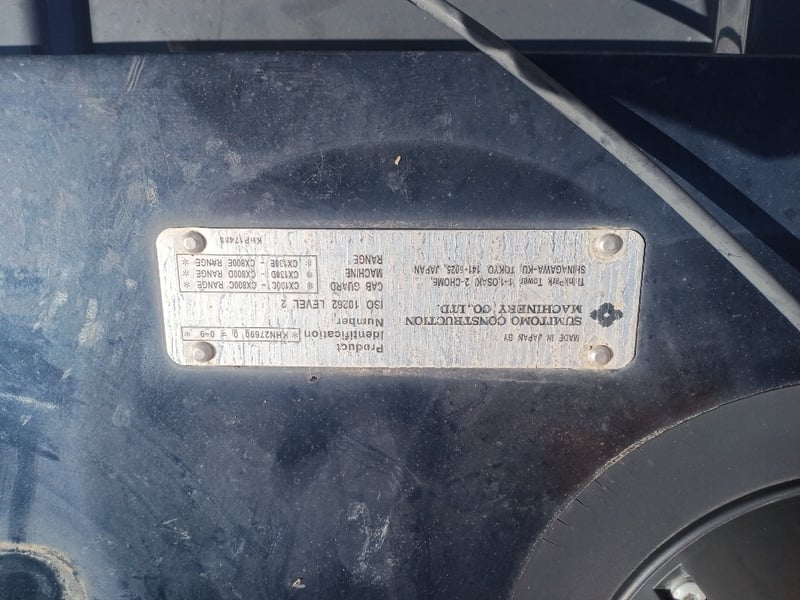 MADE IN JAPAN BY
SUMITOMO CONSTRUCTION
MACHINERY CO., LTD.
ThinkPark Tower 1-1, OSAKI 2-CHOME,
SHINAGAWA-KU TOKYO 141-6025, JAPAN
Product
Identification
Number,
ISO 10262 LEVEL 2
CAB GUARD
MACHINE
RANGE
* CX130C - CX800C RANGE *
* CX130D - CX800D RANGE *
* CX130E - CX800E RANGE *
KHP17480